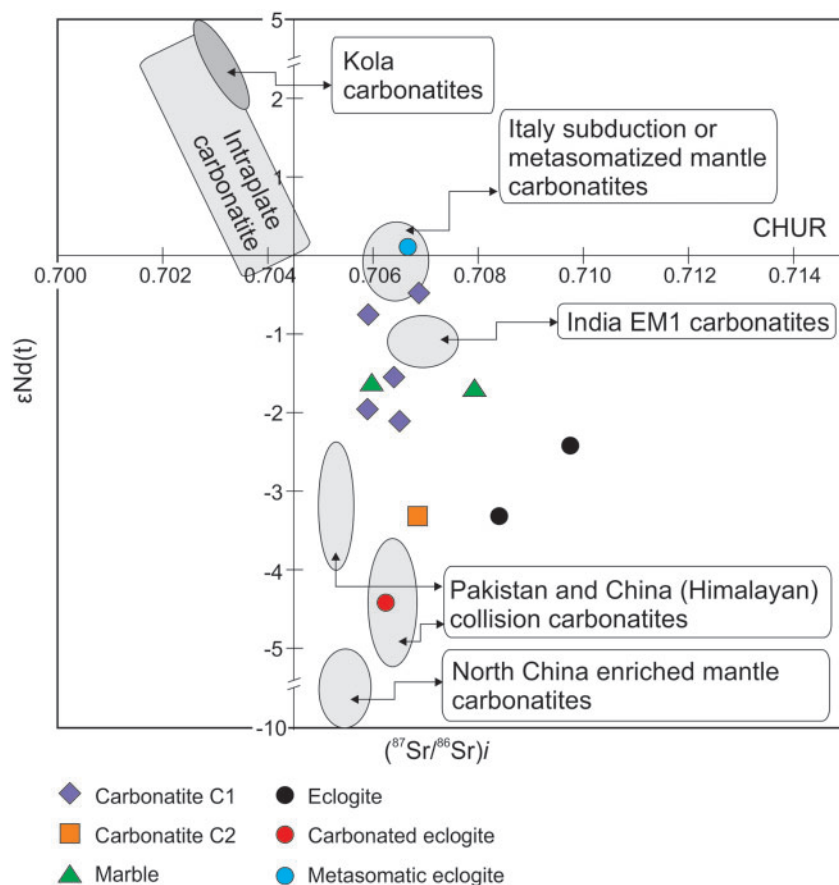 5
Kola
carbonatites
2
Intraplate
carbonatite
Italy subduction or
metasomatized mantle
carbonatites
1
CHUR
0.700
0.702
0.704
0.706
0.708
0.710
0.712
0.714
-1
India EM1 carbonatites
εNd(t)
-2
-3
-4
Pakistan and China (Himalayan)
collision carbonatites
-5
North China enriched mantle
carbonatites
-10
(⁸⁷Sr/⁸⁶Sr)i
Carbonatite C1
Eclogite
Carbonatite C2
Carbonated eclogite
Marble
Metasomatic eclogite